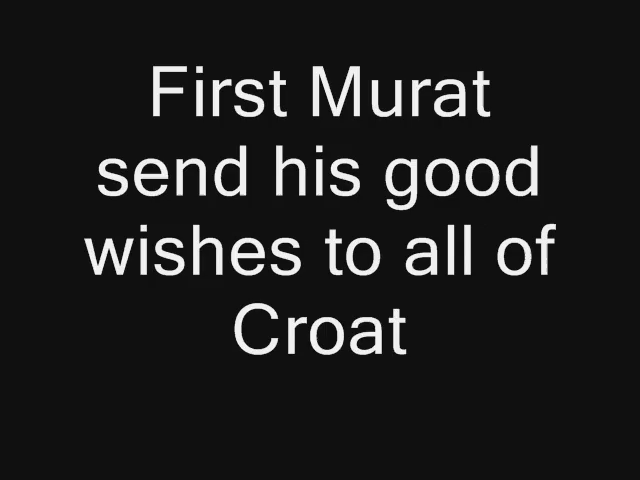 First Murat
send his good
wishes to all of
Croat